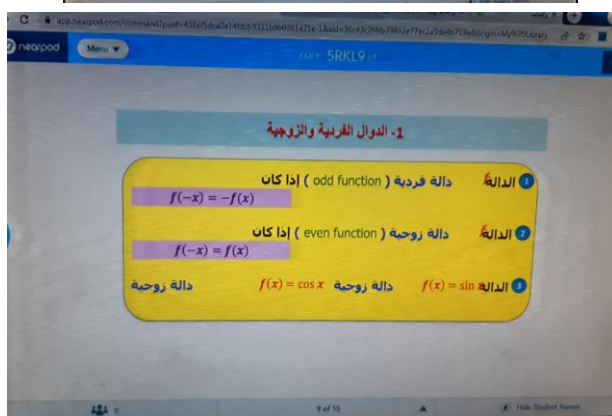 nearpod
Menu
CODE 5RKL9
1- الدوال الفردية والزوجية
1 الدالة f دالة فردية ( odd function ) إذا كان
f(−x) = −f(x)
2 الدالة f دالة زوجية ( even function ) إذا كان
f(−x) = f(x)
3 الدالة f(x) = sin x دالة زوجية f(x) = cos x دالة زوجية
9 of 15
Hide Student Names